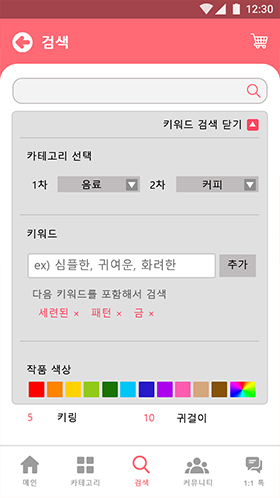 12:30
검색
키워드 검색 닫기
카테고리 선택
1차 음료 2차 커피
키워드
ex) 심플한, 귀여운, 화려한 추가
다음 키워드를 포함해서 검색
세련된 × 패턴 × 금 ×
작품 색상
5 키링 10 귀걸이
메인 카테고리 검색 커뮤니티 1:1 톡